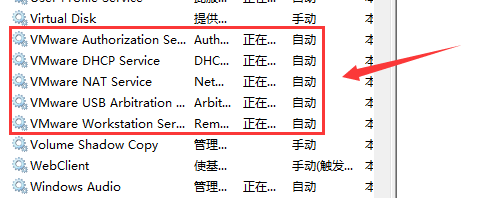 Virtual Disk 提供... 手动 本
VMware Authorization Se... Auth... 正在... 自动 本
VMware DHCP Service DHC... 正在... 自动 本
VMware NAT Service Net... 正在... 自动 本
VMware USB Arbitration ... Arbit... 正在... 自动 本
VMware Workstation Ser... Rem... 正在... 自动 本
Volume Shadow Copy 管理... 手动 本
WebClient 使基... 手动(触发... 本
Windows Audio 管理... 正在... 自动 本